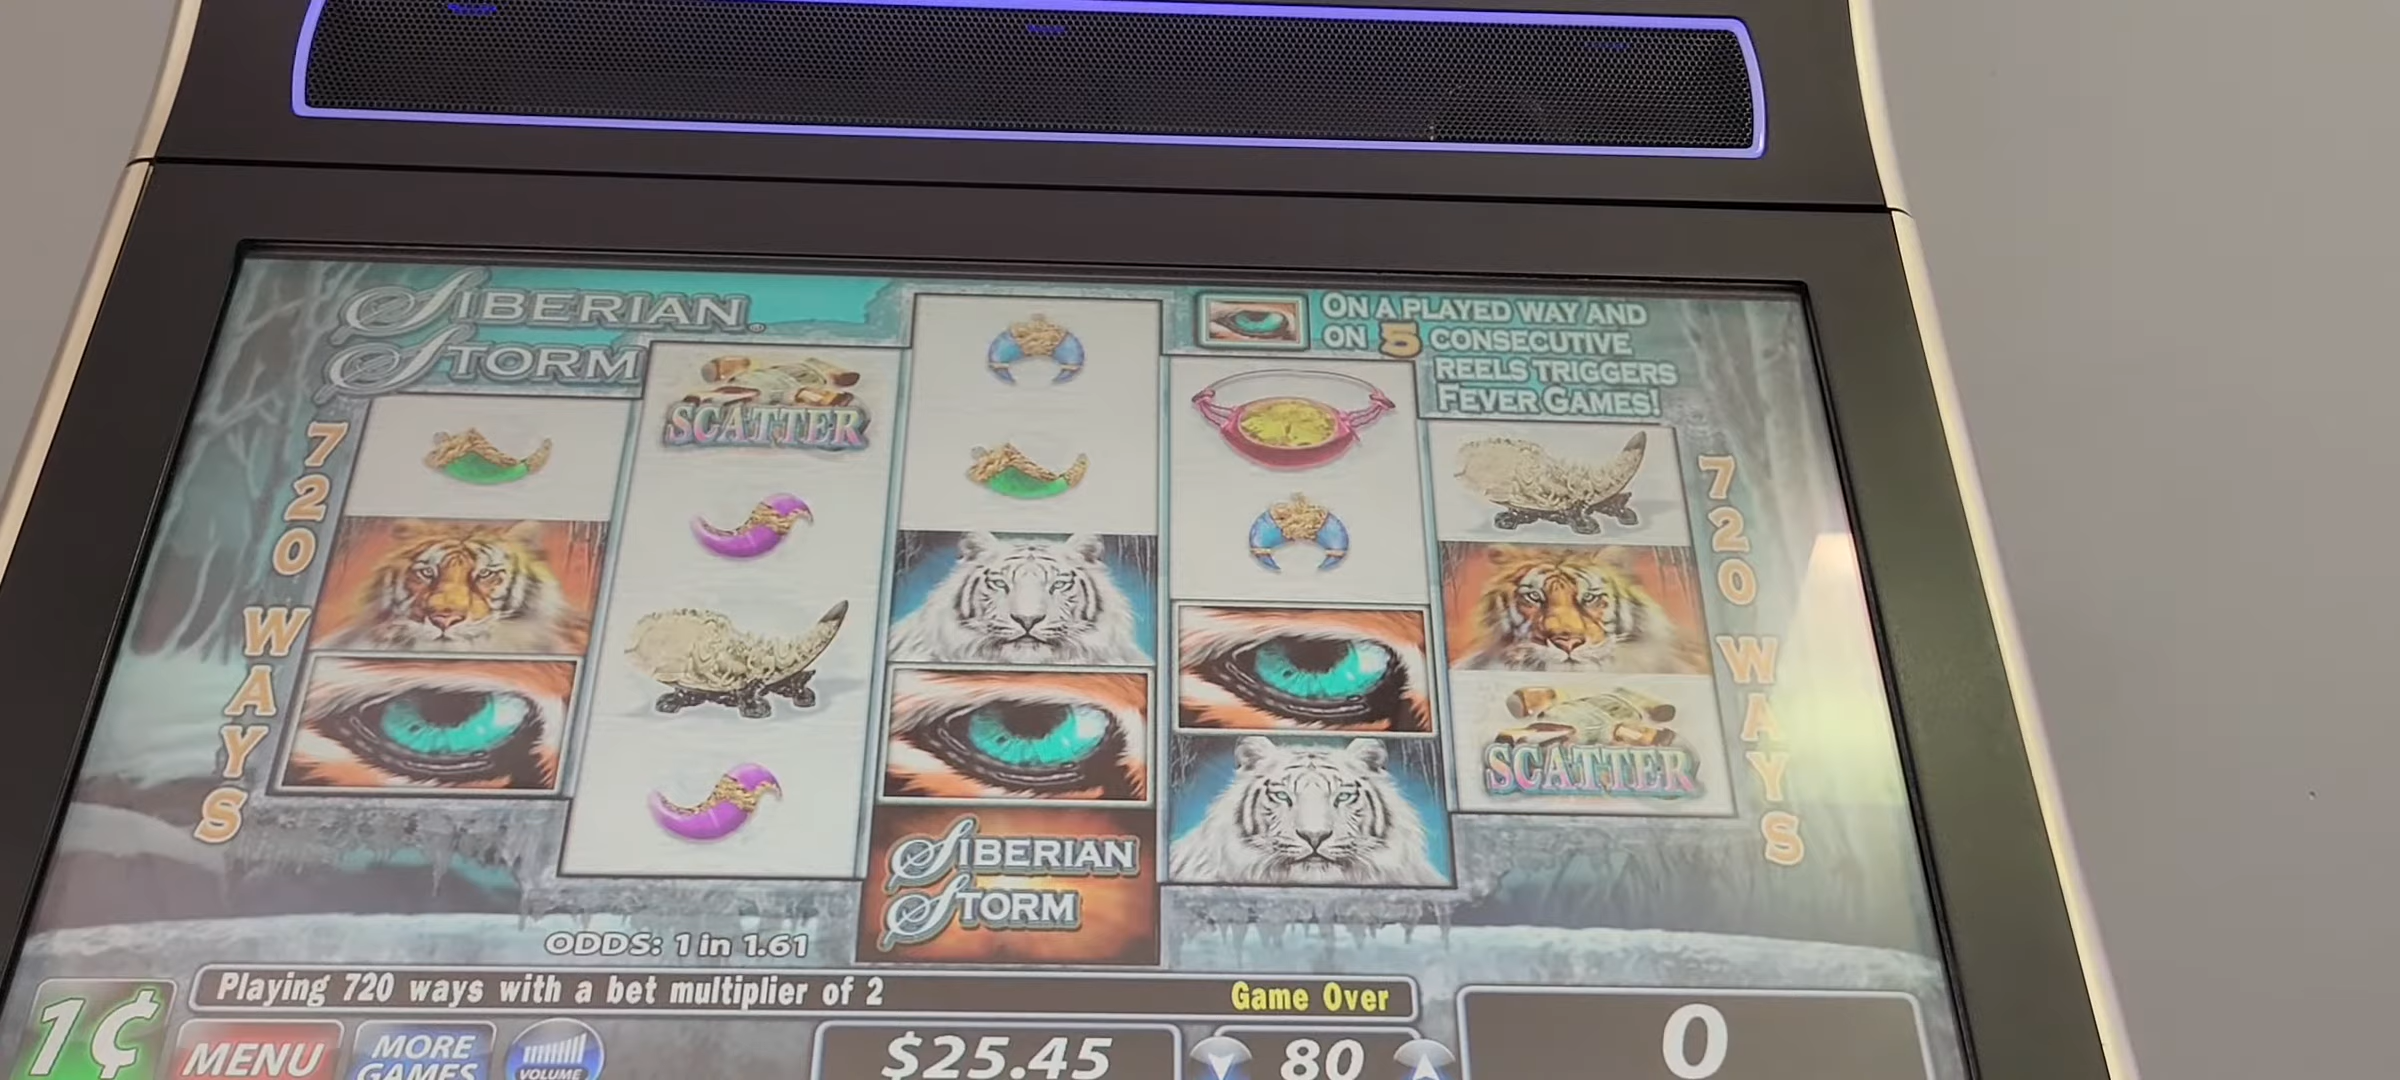 SIBERIAN®
STORM
ON A PLAYED WAY AND
ON 5 CONSECUTIVE
REELS TRIGGERS
FEVER GAMES!
720 WAYS
SCATTER
720 WAYS
SCATTER
SIBERIAN
STORM
ODDS: 1 in 1.61
Playing 720 ways with a bet multiplier of 2
Game Over
1¢
MENU
MORE
GAMES
VOLUME
$25.45
80
0